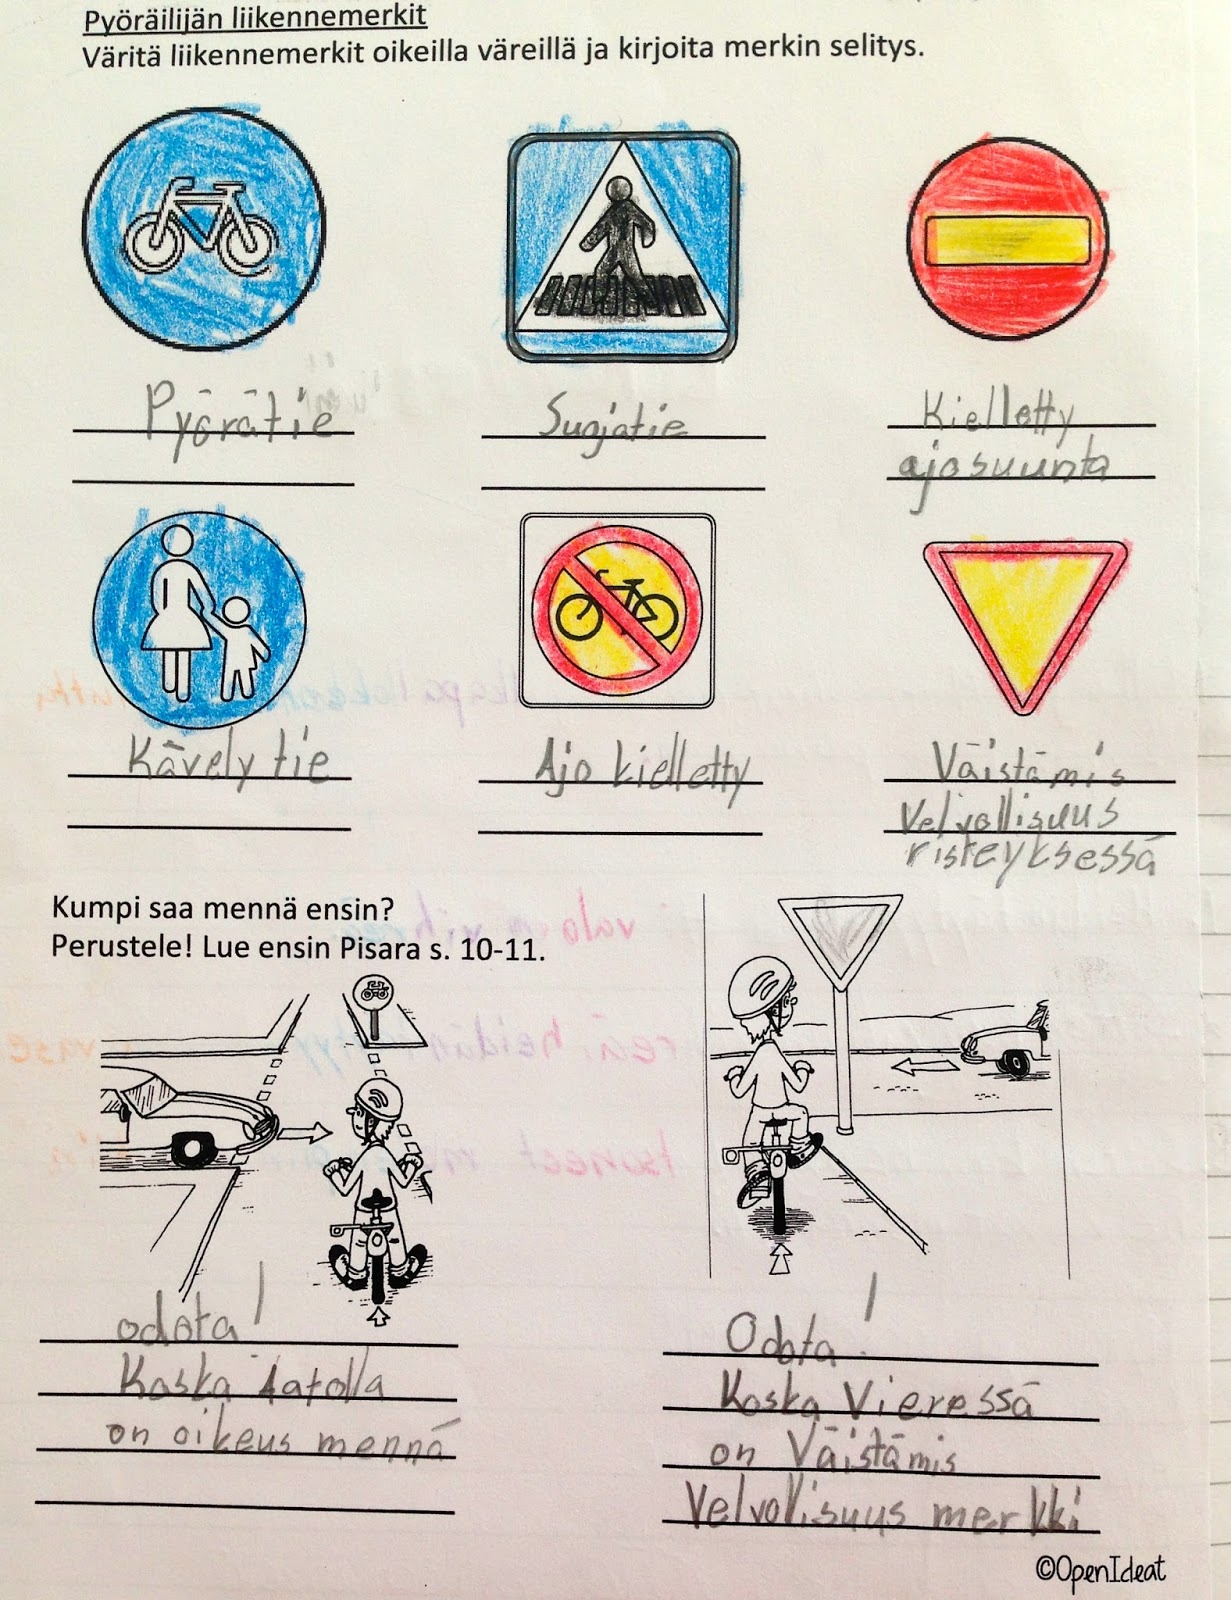 Pyöräilijän liikennemerkit
Väritä liikennemerkit oikeilla väreillä ja kirjoita merkin selitys.
Pyörätie
Suojatie
Kielletty
ajosuunta
Kävely tie
Ajo kielletty
Väistämis
Velvollisuus
risteyksessä
Kumpi saa mennä ensin?
Perustele! Lue ensin Pisara s. 10-11.
odota!
Koska
on oikeus mennä
Odota!
Koska Vieressä
on Väistämis
Velvollisuus merkki
©OpenIdeat